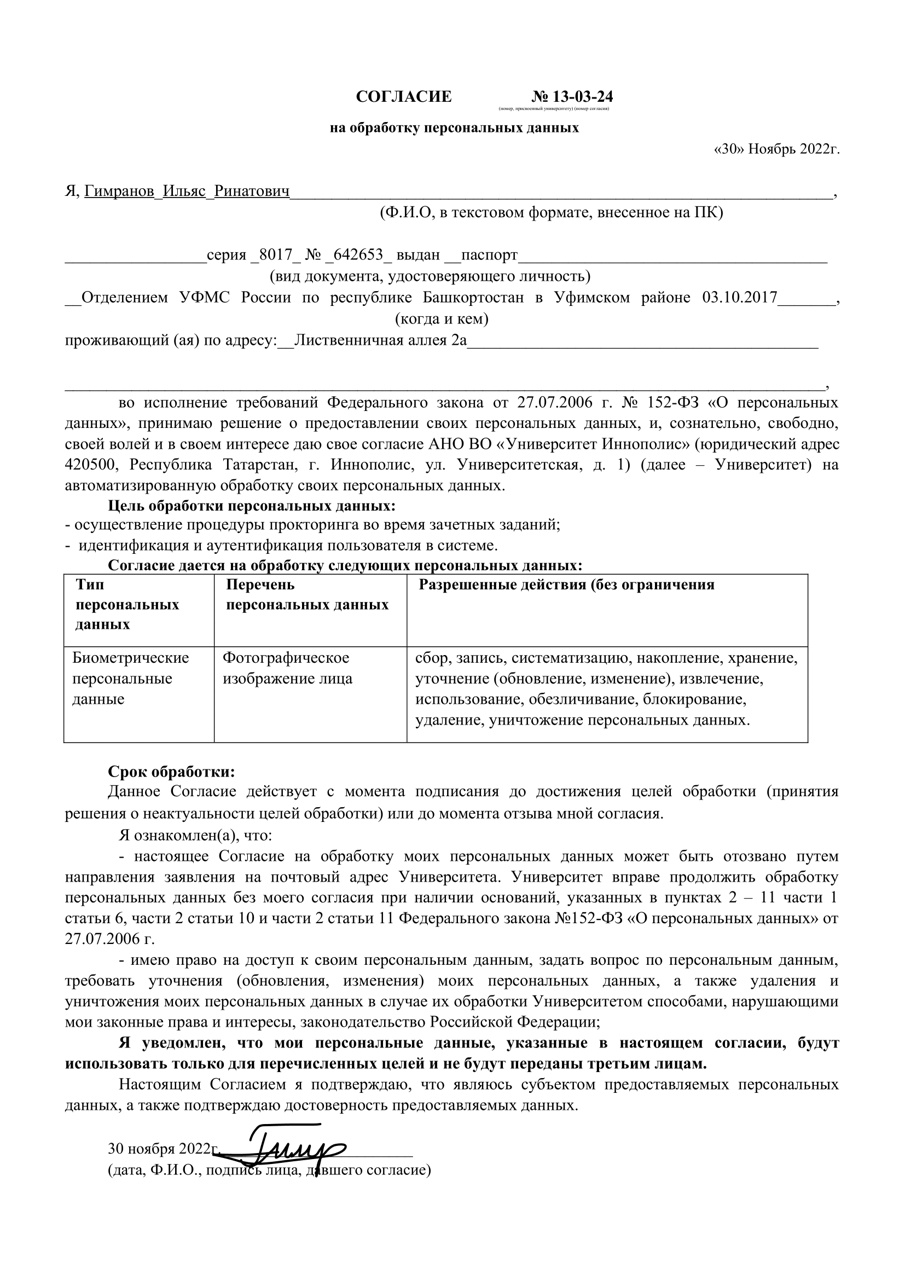 СОГЛАСИЕ № 13-03-24
(номер, присвоенный университету) (номер согласия)
на обработку персональных данных
«30» Ноябрь 2022г.
Я, Гимранов_Ильяс_Ринатович_________________________________________________________________,
(Ф.И.О, в текстовом формате, внесенное на ПК)
_________________серия _8017_ № _642653_ выдан __паспорт_____________________________________
(вид документа, удостоверяющего личность)
__Отделением УФМС России по республике Башкортостан в Уфимском районе 03.10.2017_______,
(когда и кем)
проживающий (ая) по адресу:__Лиственничная аллея 2а__________________________________________
___________________________________________________________________________________________,
во исполнение требований Федерального закона от 27.07.2006 г. № 152-ФЗ «О персональных
данных», принимаю решение о предоставлении своих персональных данных, и, сознательно, свободно,
своей волей и в своем интересе даю свое согласие АНО ВО «Университет Иннополис» (юридический адрес
420500, Республика Татарстан, г. Иннополис, ул. Университетская, д. 1) (далее – Университет) на
автоматизированную обработку своих персональных данных.
Цель обработки персональных данных:
- осуществление процедуры прокторинга во время зачетных заданий;
- идентификация и аутентификация пользователя в системе.
Согласие дается на обработку следующих персональных данных:
Тип
персональных
данных
Перечень
персональных данных
Разрешенные действия (без ограничения
Биометрические
персональные
данные
Фотографическое
изображение лица
сбор, запись, систематизацию, накопление, хранение,
уточнение (обновление, изменение), извлечение,
использование, обезличивание, блокирование,
удаление, уничтожение персональных данных.
Срок обработки:
Данное Согласие действует с момента подписания до достижения целей обработки (принятия
решения о неактуальности целей обработки) или до момента отзыва мной согласия.
Я ознакомлен(а), что:
- настоящее Согласие на обработку моих персональных данных может быть отозвано путем
направления заявления на почтовый адрес Университета. Университет вправе продолжить обработку
персональных данных без моего согласия при наличии оснований, указанных в пунктах 2 – 11 части 1
статьи 6, части 2 статьи 10 и части 2 статьи 11 Федерального закона №152-ФЗ «О персональных данных» от
27.07.2006 г.
- имею право на доступ к своим персональным данным, задать вопрос по персональным данным,
требовать уточнения (обновления, изменения) моих персональных данных, а также удаления и
уничтожения моих персональных данных в случае их обработки Университетом способами, нарушающими
мои законные права и интересы, законодательство Российской Федерации;
Я уведомлен, что мои персональные данные, указанные в настоящем согласии, будут
использовать только для перечисленных целей и не будут переданы третьим лицам.
Настоящим Согласием я подтверждаю, что являюсь субъектом предоставляемых персональных
данных, а также подтверждаю достоверность предоставляемых данных.
30 ноября 2022г._______________________
(дата, Ф.И.О., подпись лица, давшего согласие)